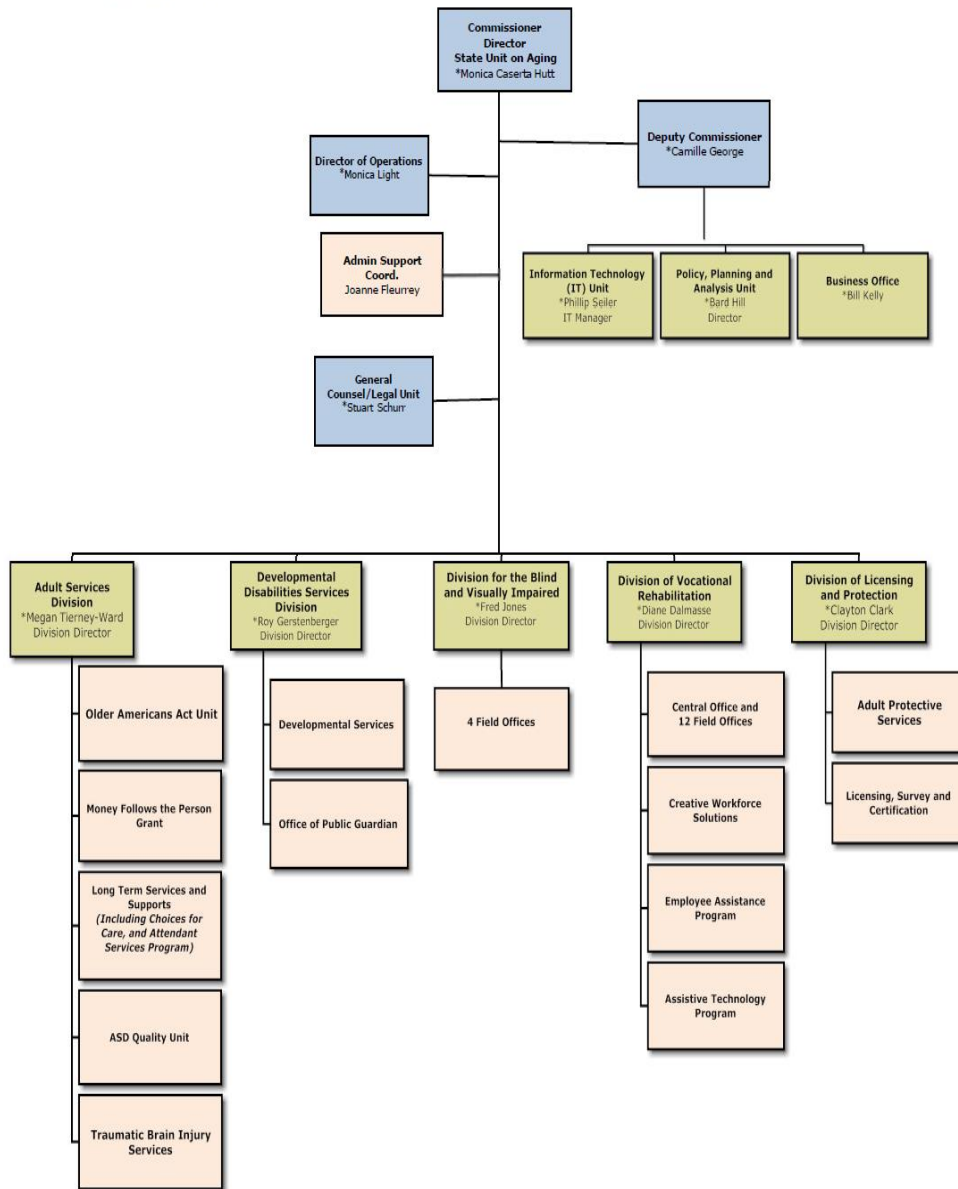 Commissioner
Director
State Unit on Aging
*Monica Caserta Hutt
Deputy Commissioner
*Camille George
Director of Operations
*Monica Light
Admin Support
Coord.
Joanne Fleurrey
Information Technology
(IT) Unit
*Phillip Seiler
IT Manager
Policy, Planning and
Analysis Unit
*Bard Hill
Director
Business Office
*Bill Kelly
General
Counsel/Legal Unit
*Stuart Schurr
Adult Services
Division
*Megan Tierney-Ward
Division Director
Developmental
Disabilities Services
Division
*Roy Gerstenberger
Division Director
Division for the Blind
and Visually Impaired
*Fred Jones
Division Director
Division of Vocational
Rehabilitation
*Diane Dalmasse
Division Director
Division of Licensing
and Protection
*Clayton Clark
Division Director
Older Americans Act Unit
Money Follows the Person
Grant
Long Term Services and
Supports
(Including Choices for
Care, and Attendant
Services Program)
ASD Quality Unit
Traumatic Brain Injury
Services
Developmental Services
Office of Public Guardian
4 Field Offices
Central Office and
12 Field Offices
Creative Workforce
Solutions
Employee Assistance
Program
Assistive Technology
Program
Adult Protective
Services
Licensing, Survey and
Certification